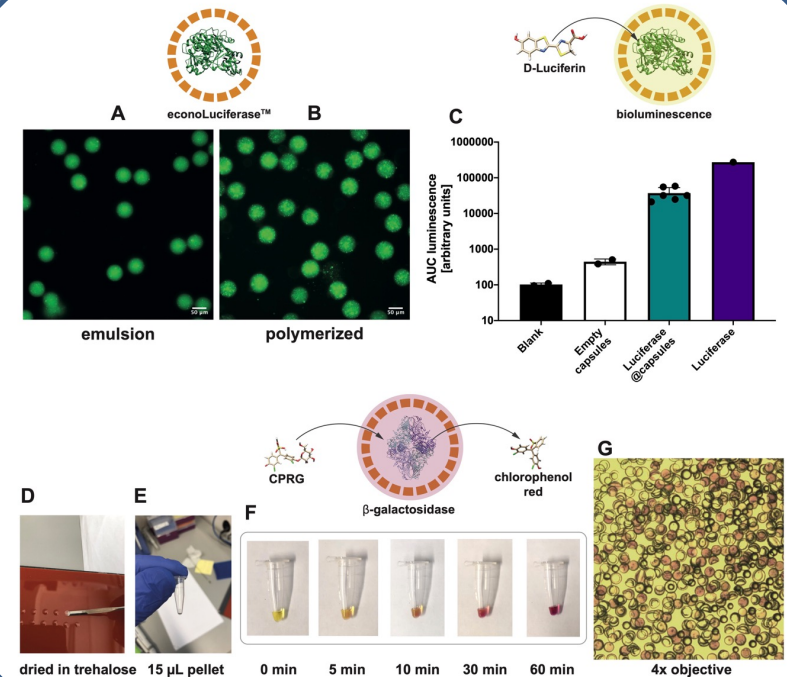 econoLuciferase™
D-Luciferin
bioluminescence
A
B
C
50 µm
50 µm
emulsion
polymerized
AUC luminescence
[arbitrary units]
1000000
100000
10000
1000
100
10
Blank
Empty
capsules
Luciferase
@capsules
Luciferase
CPRG
β-galactosidase
chlorophenol
red
D
E
F
G
dried in trehalose
15 µL pellet
0 min
5 min
10 min
30 min
60 min
4x objective